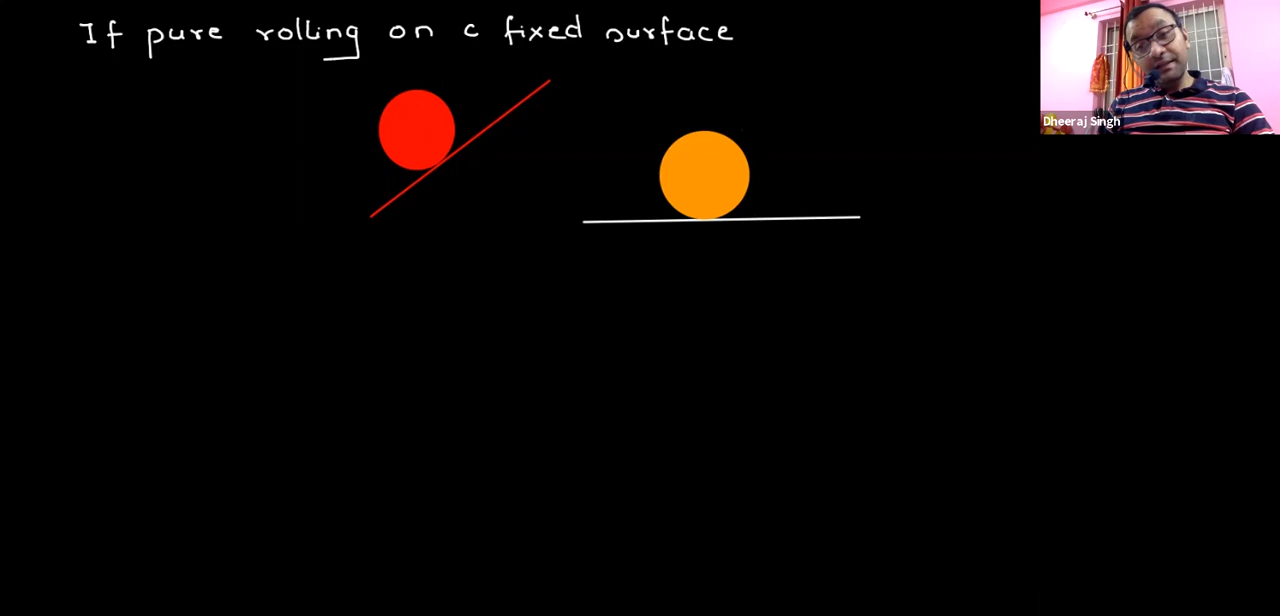 If pure rolling on c fixed surface
Dheeraj Singh